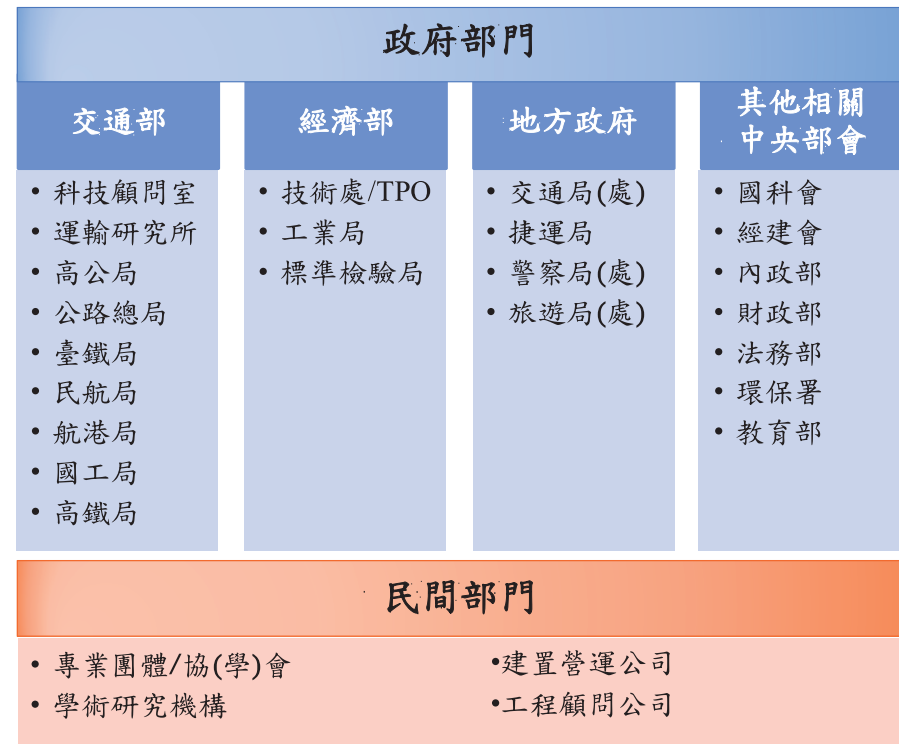 政府部門
交通部
• 科技顧問室
• 運輸研究所
• 高公局
• 公路總局
• 臺鐵局
• 民航局
• 航港局
• 國工局
• 高鐵局
經濟部
• 技術處/TPO
• 工業局
• 標準檢驗局
地方政府
• 交通局(處)
• 捷運局
• 警察局(處)
• 旅遊局(處)
其他相關
中央部會
• 國科會
• 經建會
• 內政部
• 財政部
• 法務部
• 環保署
• 教育部
民間部門
• 專業團體/協(學)會
• 學術研究機構
•建置營運公司
•工程顧問公司